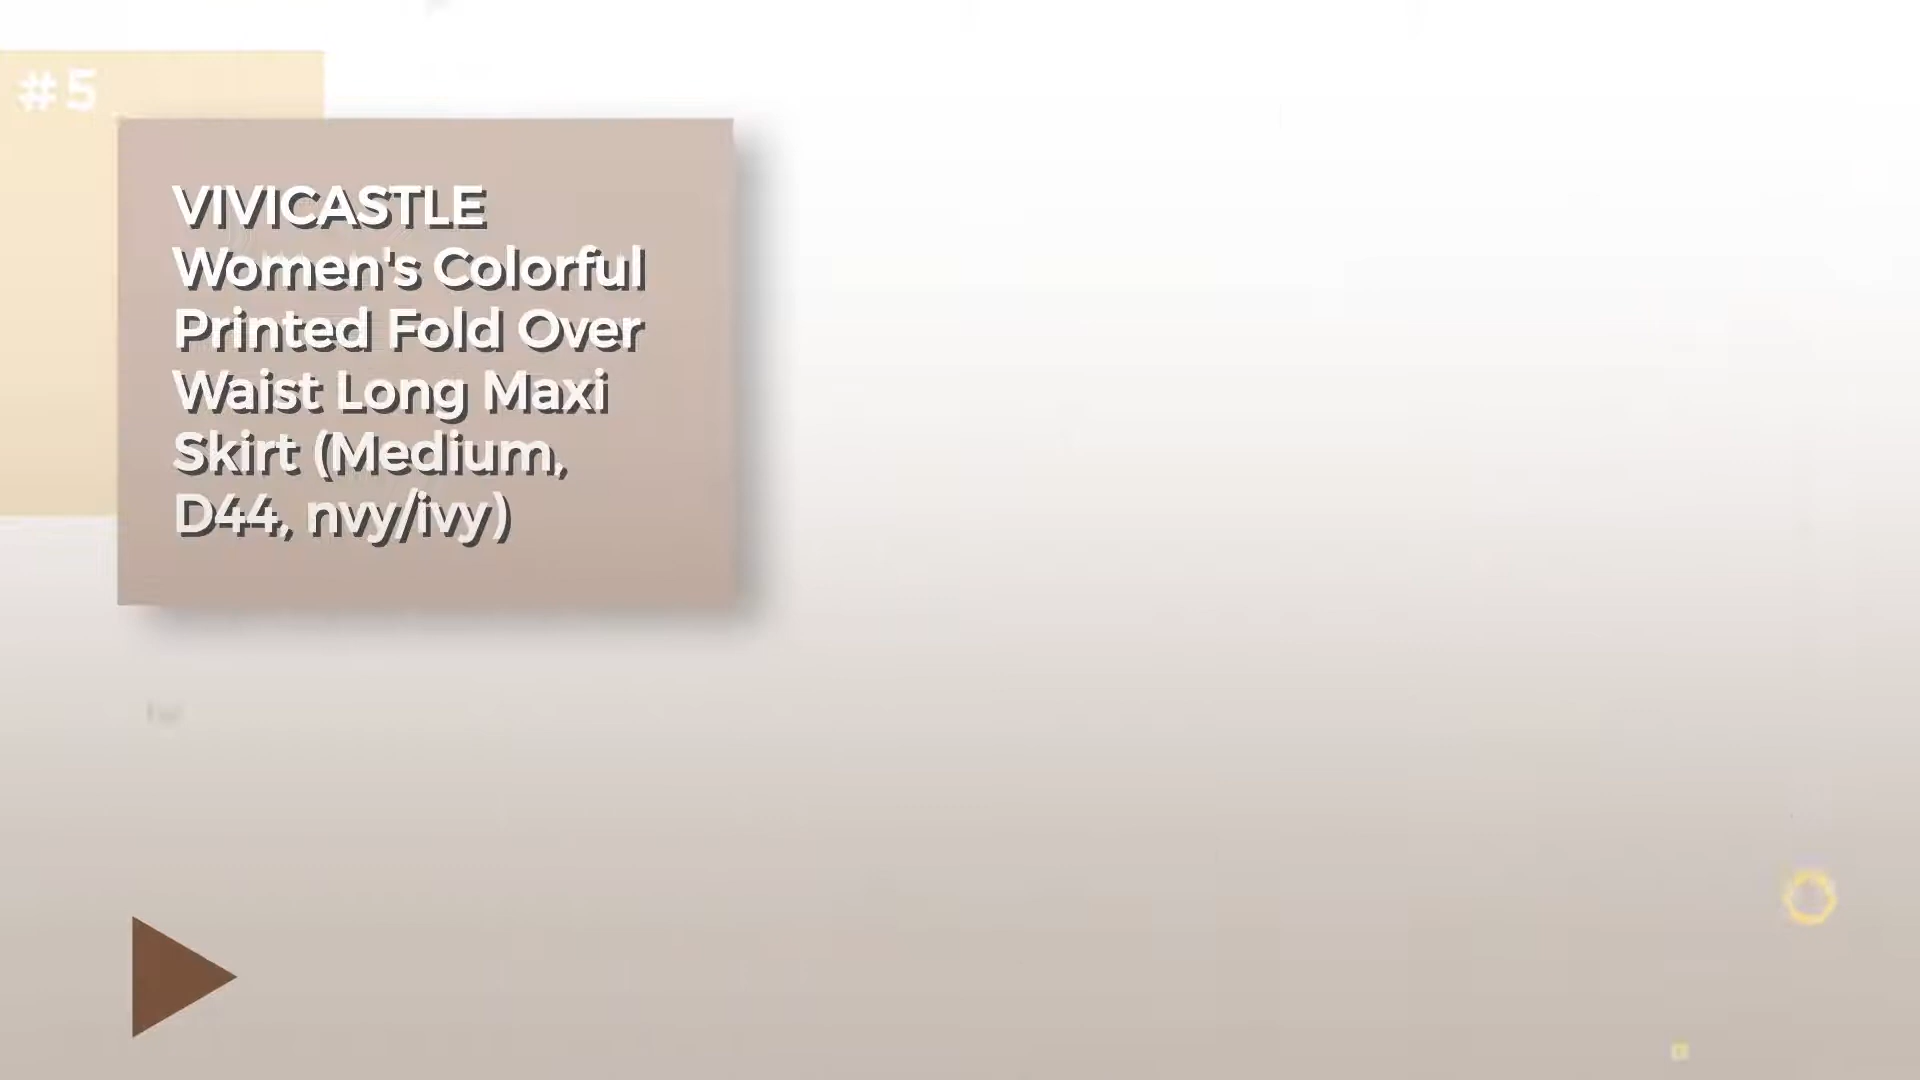 #5
VIVICASTLE
Women's Colorful
Printed Fold Over
Waist Long Maxi
Skirt (Medium,
D44, nvy/ivy)